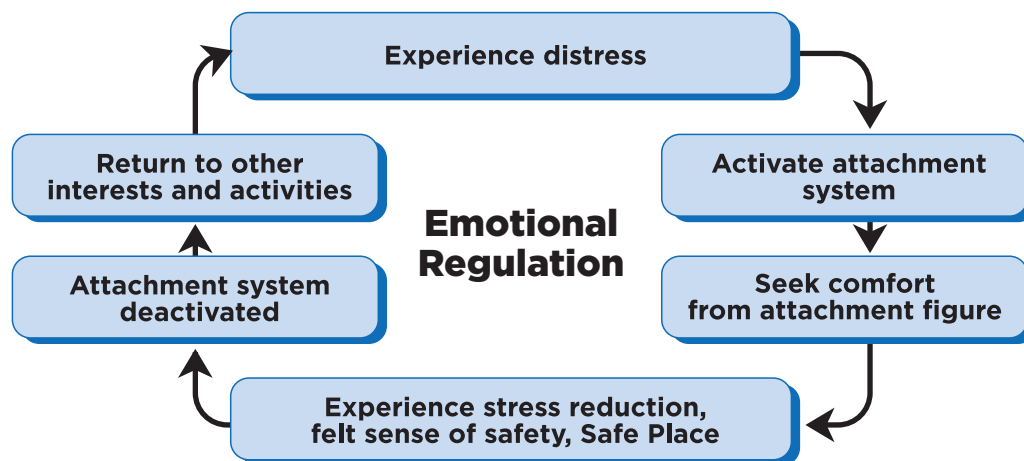 Experience distress
Activate attachment
system
Seek comfort
from attachment figure
Experience stress reduction,
felt sense of safety, Safe Place
Attachment system
deactivated
Return to other
interests and activities
Emotional
Regulation